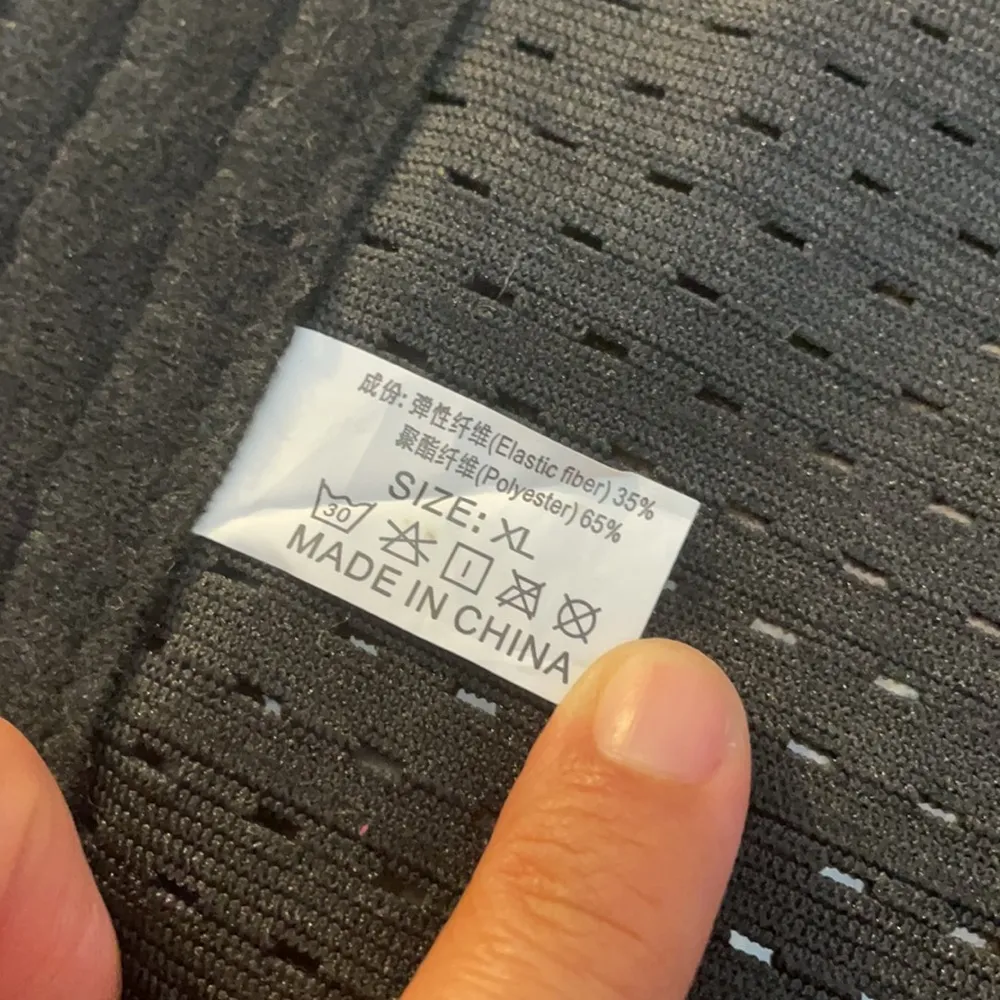 成份: 弹性纤维(Elastic fiber) 35%
聚酯纤维(Polyester) 65%
SIZE: XL
30
MADE IN CHINA